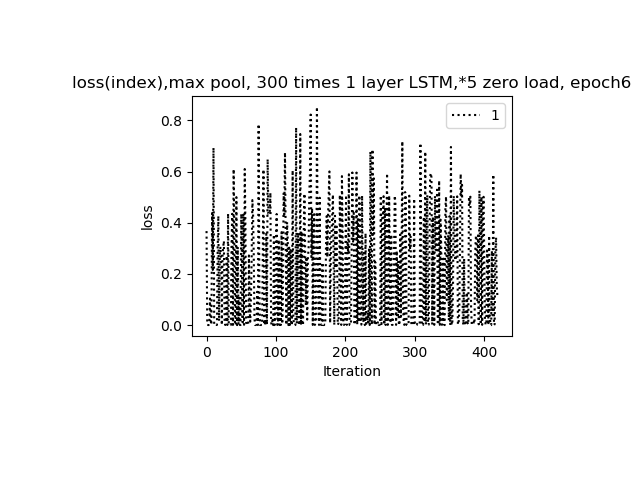 loss(index),max pool, 300 times 1 layer LSTM,*5 zero load, epoch6
1
0.8
0.6
0.4
0.2
0.0
loss
0 100 200 300 400
Iteration